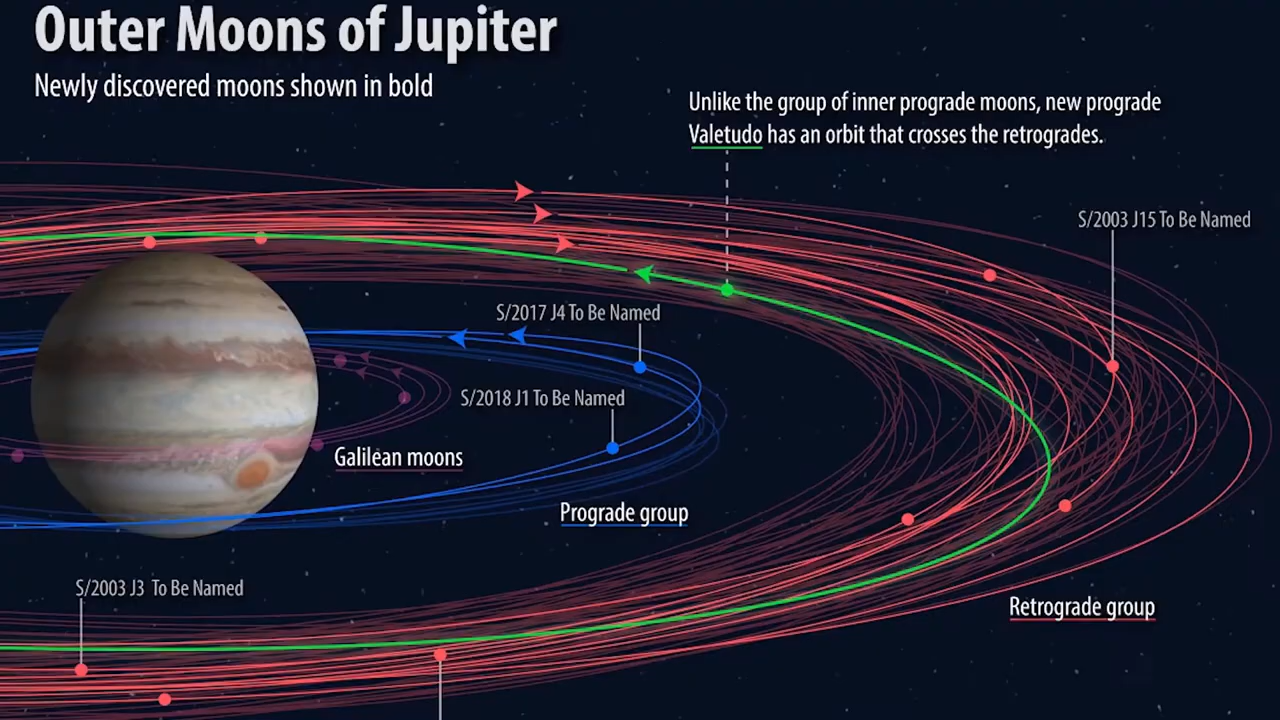 Outer Moons of Jupiter
Newly discovered moons shown in bold
Unlike the group of inner prograde moons, new prograde
Valetudo has an orbit that crosses the retrogrades.
S/2003 J15 To Be Named
S/2017 J4 To Be Named
S/2018 J1 To Be Named
Galilean moons
Prograde group
S/2003 J3 To Be Named
Retrograde group